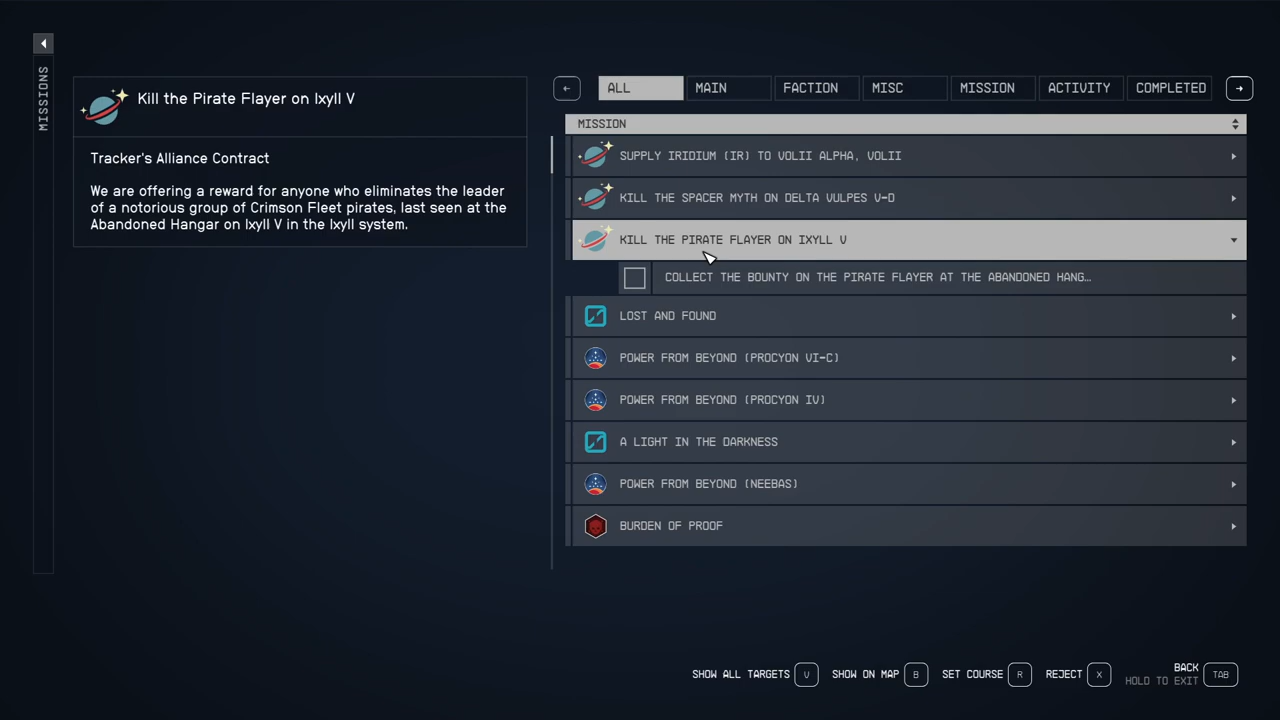 MISSIONS
Kill the Pirate Flayer on Ixyll V
Tracker's Alliance Contract
We are offering a reward for anyone who eliminates the leader
of a notorious group of Crimson Fleet pirates, last seen at the
Abandoned Hangar on Ixyll V in the Ixyll system.
ALL MAIN FACTION MISC MISSION ACTIVITY COMPLETED
MISSION
SUPPLY IRIDIUM (IR) TO VOLII ALPHA, VOLII
KILL THE SPACER MYTH ON DELTA VULPES V-D
KILL THE PIRATE FLAYER ON IXYLL V
COLLECT THE BOUNTY ON THE PIRATE FLAYER AT THE ABANDONED HANG...
LOST AND FOUND
POWER FROM BEYOND (PROCYON VI-C)
POWER FROM BEYOND (PROCYON IV)
A LIGHT IN THE DARKNESS
POWER FROM BEYOND (NEEBAS)
BURDEN OF PROOF
SHOW ALL TARGETS V SHOW ON MAP B SET COURSE R REJECT X BACK TAB
HOLD TO EXIT